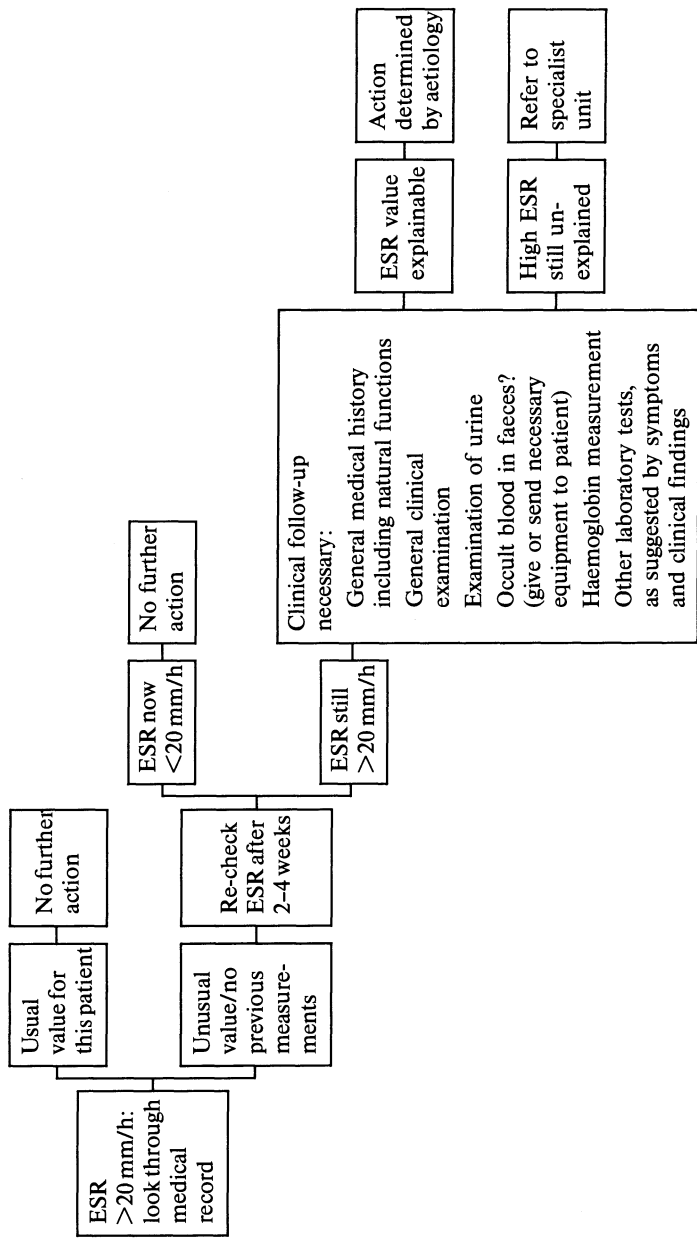 ESR
>20 mm/h:
look through
medical
record
Usual
value for
this patient
No further
action
Unusual
value/no
previous
measure-
ments
Re-check
ESR after
2–4 weeks
ESR now
<20 mm/h
No further
action
ESR still
>20 mm/h
Clinical follow-up
necessary:
General medical history
including natural functions
General clinical
examination
Examination of urine
Occult blood in faeces?
(give or send necessary
equipment to patient)
Haemoglobin measurement
Other laboratory tests,
as suggested by symptoms
and clinical findings
ESR value
explainable
Action
determined
by aetiology
High ESR
still un-
explained
Refer to
specialist
unit